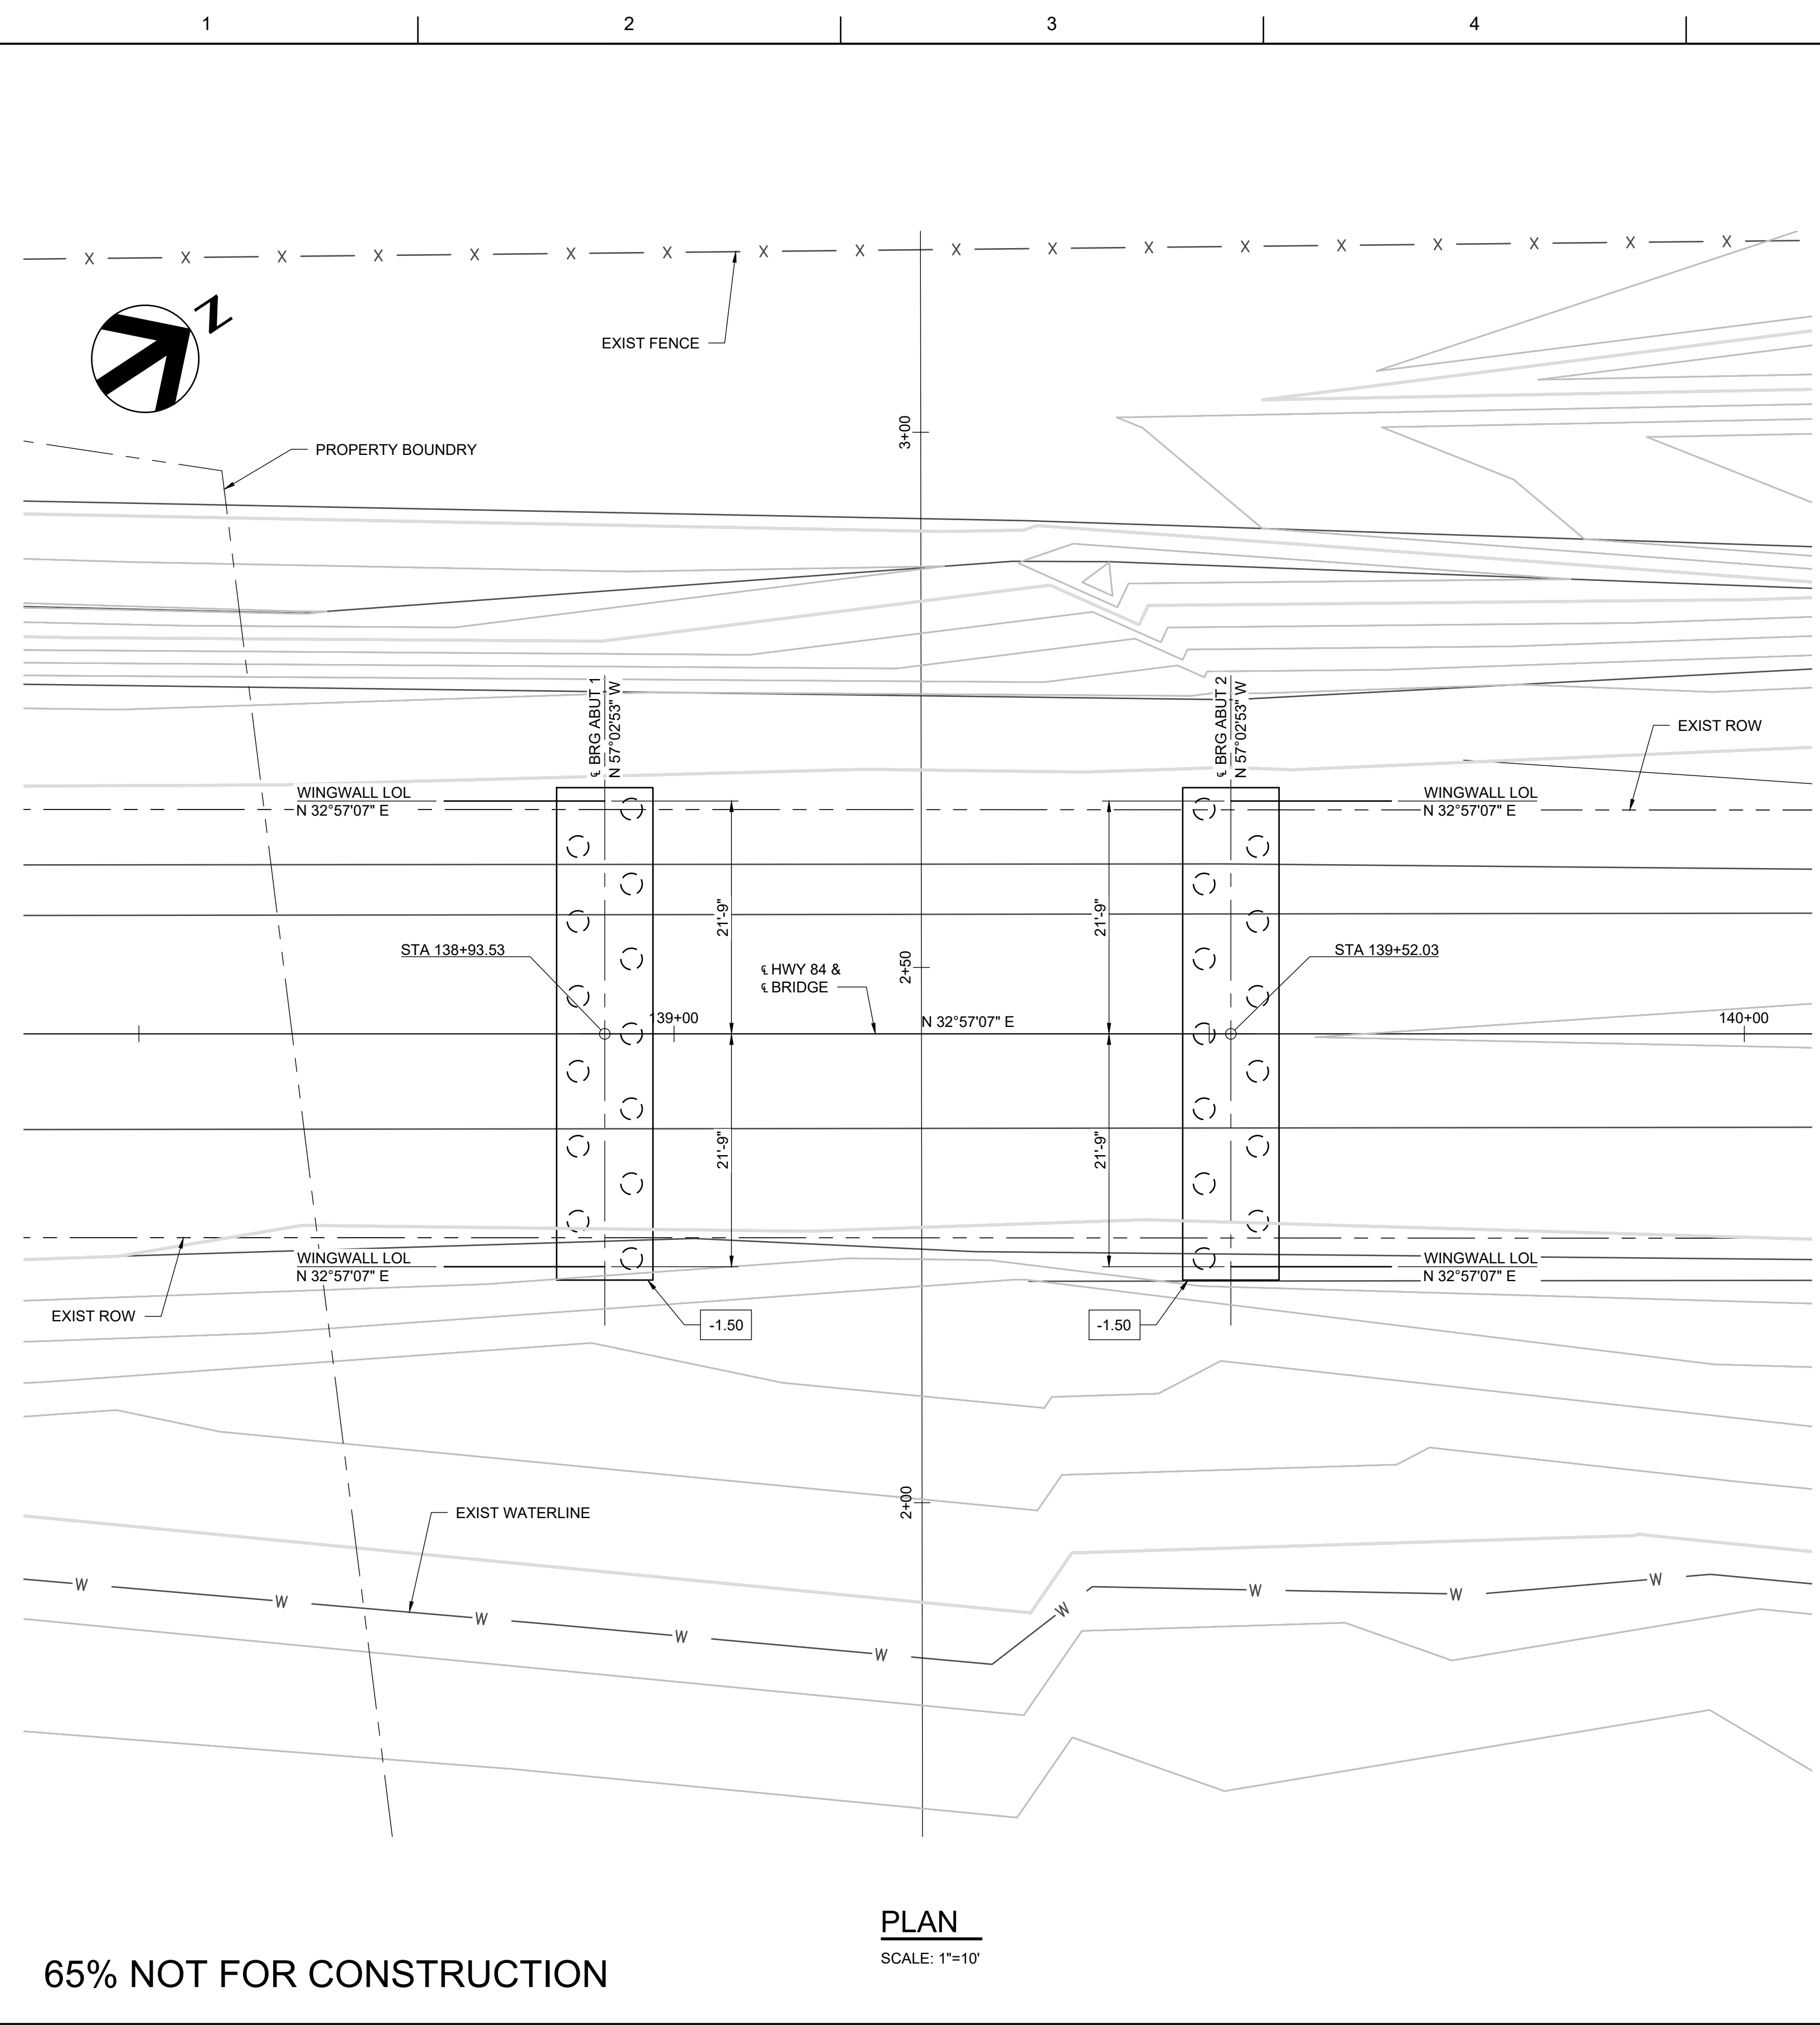 1
2
3
4
X X X X X X X X X X X X X X X X X X
N
EXIST FENCE
3+00
PROPERTY BOUNDRY
℄ BRG ABUT 1
N 57°02'53" W
℄ BRG ABUT 2
N 57°02'53" W
EXIST ROW
WINGWALL LOL
N 32°57'07" E
WINGWALL LOL
N 32°57'07" E
21'-9"
21'-9"
STA 138+93.53
℄ HWY 84 &
℄ BRIDGE
2+50
STA 139+52.03
139+00
N 32°57'07" E
140+00
21'-9"
21'-9"
WINGWALL LOL
N 32°57'07" E
WINGWALL LOL
N 32°57'07" E
EXIST ROW
-1.50
-1.50
2+00
EXIST WATERLINE
W W W W W W W W W
PLAN
SCALE: 1"=10'
65% NOT FOR CONSTRUCTION